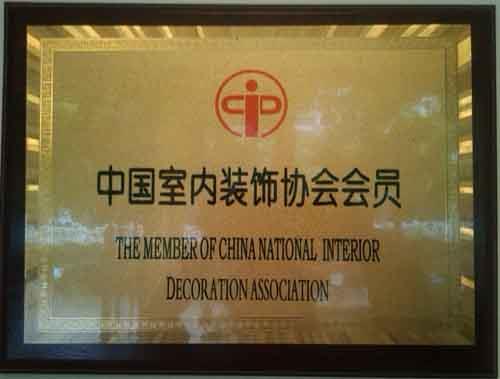 中国室内装饰协会会员
THE MEMBER OF CHINA NATIONAL INTERIOR
DECORATION ASSOCIATION